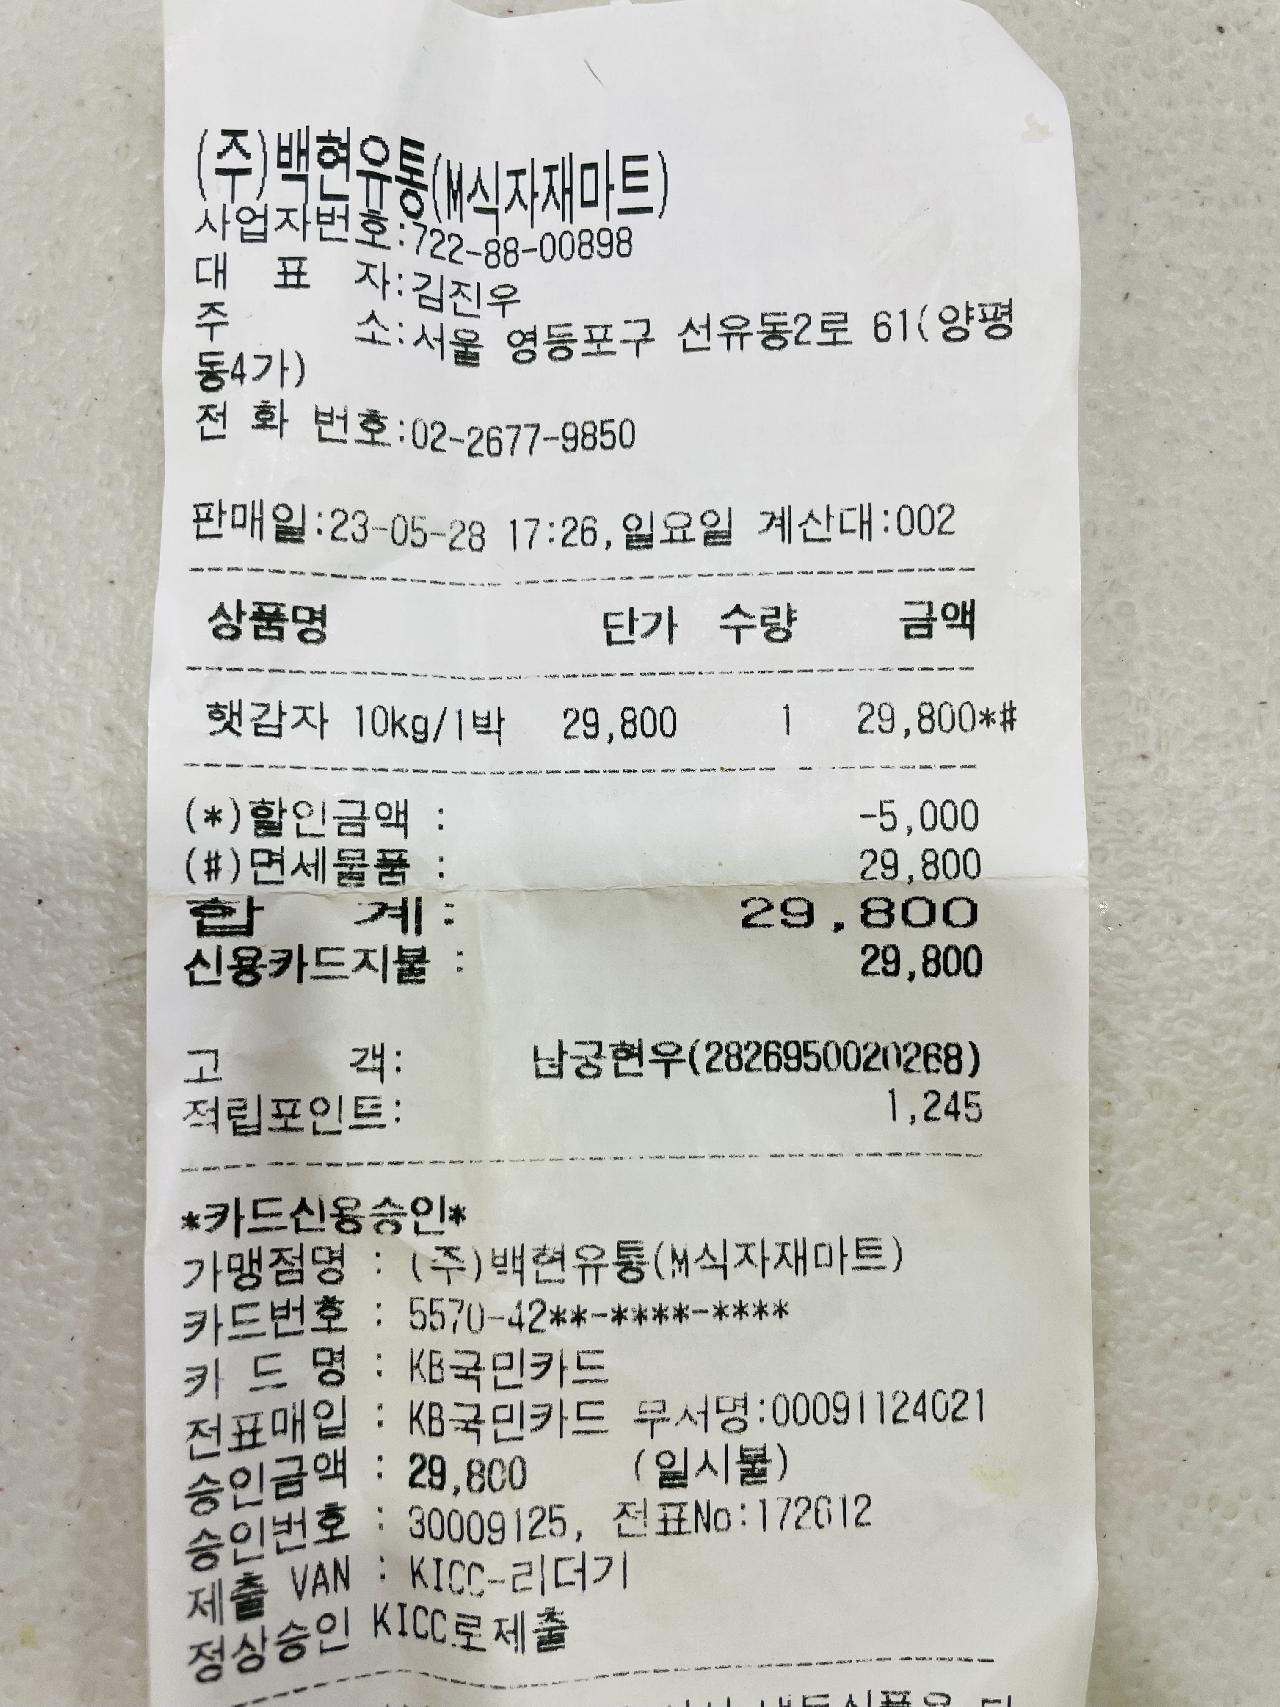 (주)백현유통(M식자재마트)
사업자번호:722-88-00898
대 표 자:김진우
주 소:서울 영등포구 선유동2로 61(양평
동4가)
전 화 번호:02-2677-9850
판매일:23-05-28 17:26,일요일 계산대:002
상품명 단가 수량 금액
햇감자 10kg/1박 29,800 1 29,800*#
(*)할인금액 : -5,000
(#)면세물품 : 29,800
합 계: 29,800
신용카드지불 : 29,800
고 객: 남궁현우(2826950020268)
적립포인트: 1,245
*카드신용승인*
가맹점명 : (주)백현유통(M식자재마트)
카드번호 : 5570-42**-****-****
카 드 명 : KB국민카드
전표매입 : KB국민카드 무서명:00091124021
승인금액 : 29,800 (일시불)
승인번호 : 30009125, 전표No:172612
제출 VAN : KICC-리더기
정상승인 KICC로제출